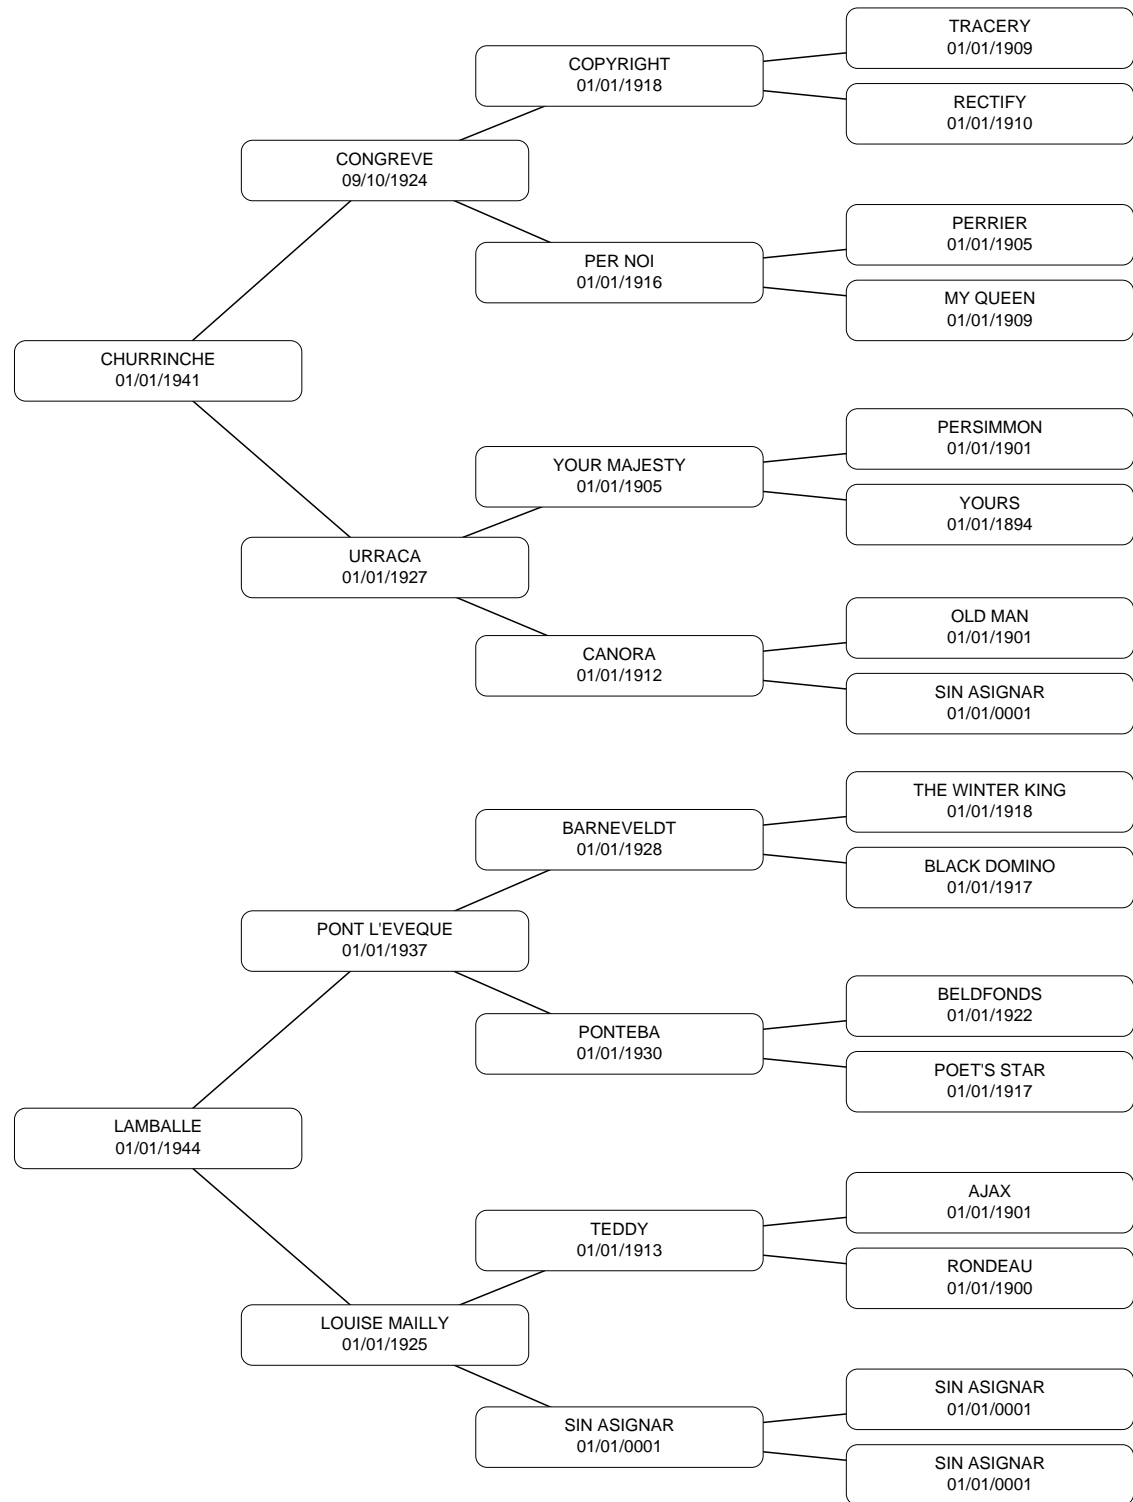 TRACERY
01/01/1909
COPYRIGHT
01/01/1918
RECTIFY
01/01/1910
CONGREVE
09/10/1924
PERRIER
01/01/1905
PER NOI
01/01/1916
MY QUEEN
01/01/1909
CHURRINCHE
01/01/1941
PERSIMMON
01/01/1901
YOUR MAJESTY
01/01/1905
YOURS
01/01/1894
URRACA
01/01/1927
OLD MAN
01/01/1901
CANORA
01/01/1912
SIN ASIGNAR
01/01/0001
THE WINTER KING
01/01/1918
BARNEVELDT
01/01/1928
BLACK DOMINO
01/01/1917
PONT L'EVEQUE
01/01/1937
BELDFONDS
01/01/1922
PONTEBA
01/01/1930
POET'S STAR
01/01/1917
LAMBALLE
01/01/1944
AJAX
01/01/1901
TEDDY
01/01/1913
RONDEAU
01/01/1900
LOUISE MAILLY
01/01/1925
SIN ASIGNAR
01/01/0001
SIN ASIGNAR
01/01/0001
SIN ASIGNAR
01/01/0001